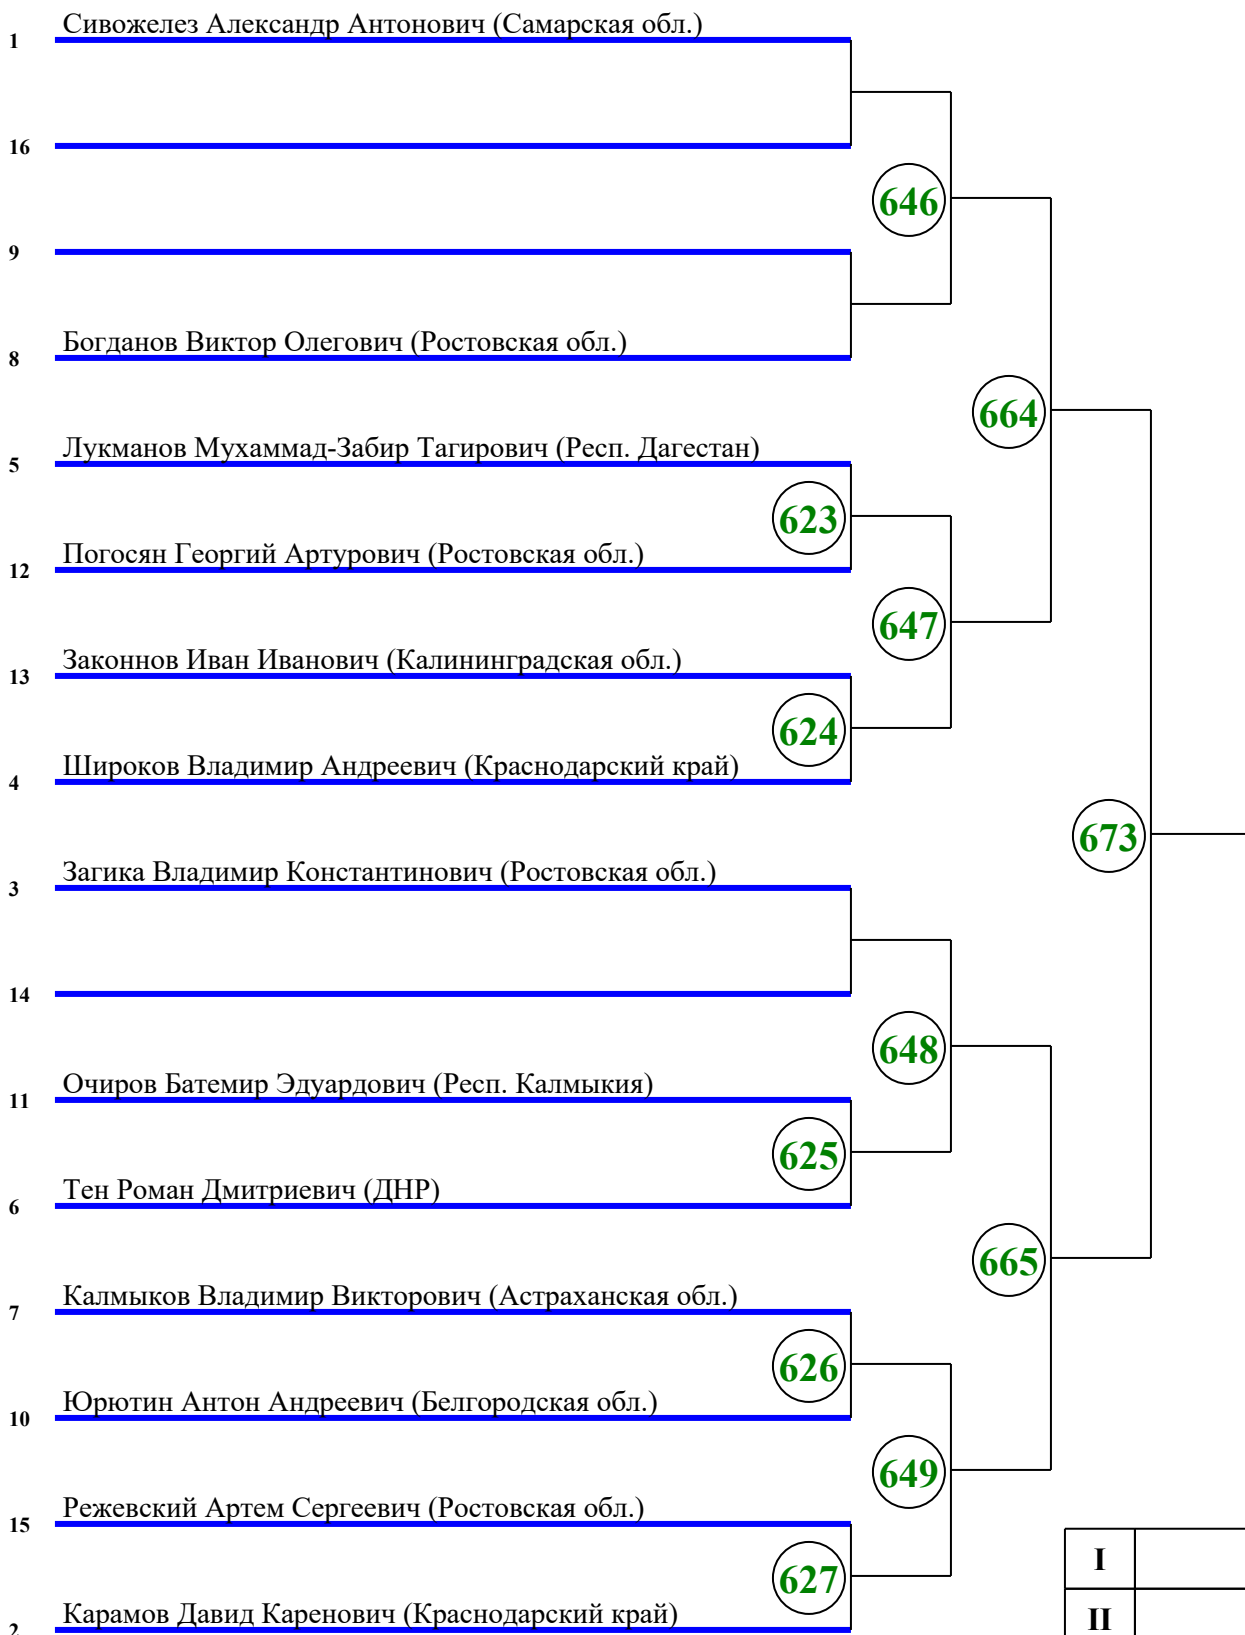 1 Сивожелез Александр Антонович (Самарская обл.)
16
646
9
8 Богданов Виктор Олегович (Ростовская обл.)
664
5 Лукманов Мухаммад-Забир Тагирович (Респ. Дагестан)
623
12 Погосян Георгий Артурович (Ростовская обл.)
647
13 Законнов Иван Иванович (Калининградская обл.)
624
4 Широков Владимир Андреевич (Краснодарский край)
673
3 Загика Владимир Константинович (Ростовская обл.)
14
648
11 Очиров Батемир Эдуардович (Респ. Калмыкия)
625
6 Тен Роман Дмитриевич (ДНР)
665
7 Калмыков Владимир Викторович (Астраханская обл.)
626
10 Юрютин Антон Андреевич (Белгородская обл.)
649
15 Режевский Артем Сергеевич (Ростовская обл.)
I
627
2 Карамов Давид Каренович (Краснодарский край)
II